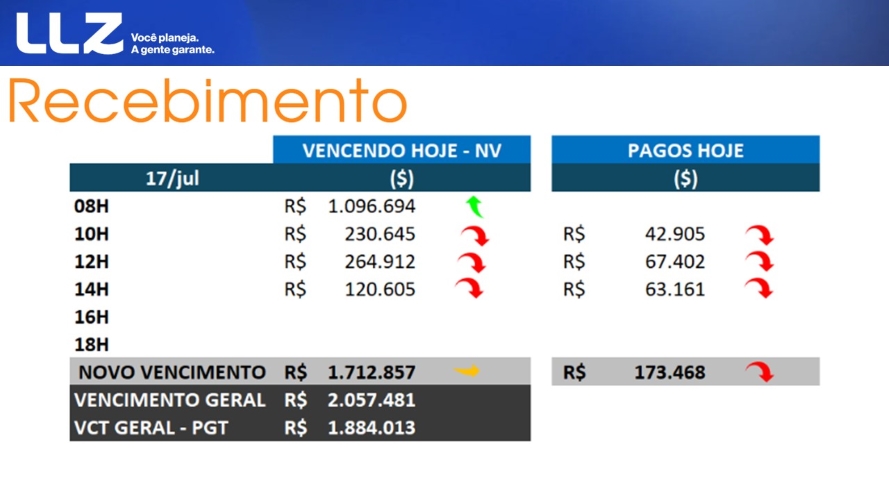 LLZ Você planeja.
A gente garante.
Recebimento
VENCENDO HOJE - NV PAGOS HOJE
17/jul ($) ($)
08H R$ 1.096.694
10H R$ 230.645 R$ 42.905
12H R$ 264.912 R$ 67.402
14H R$ 120.605 R$ 63.161
16H
18H
NOVO VENCIMENTO R$ 1.712.857 R$ 173.468
VENCIMENTO GERAL R$ 2.057.481
VCT GERAL - PGT R$ 1.884.013